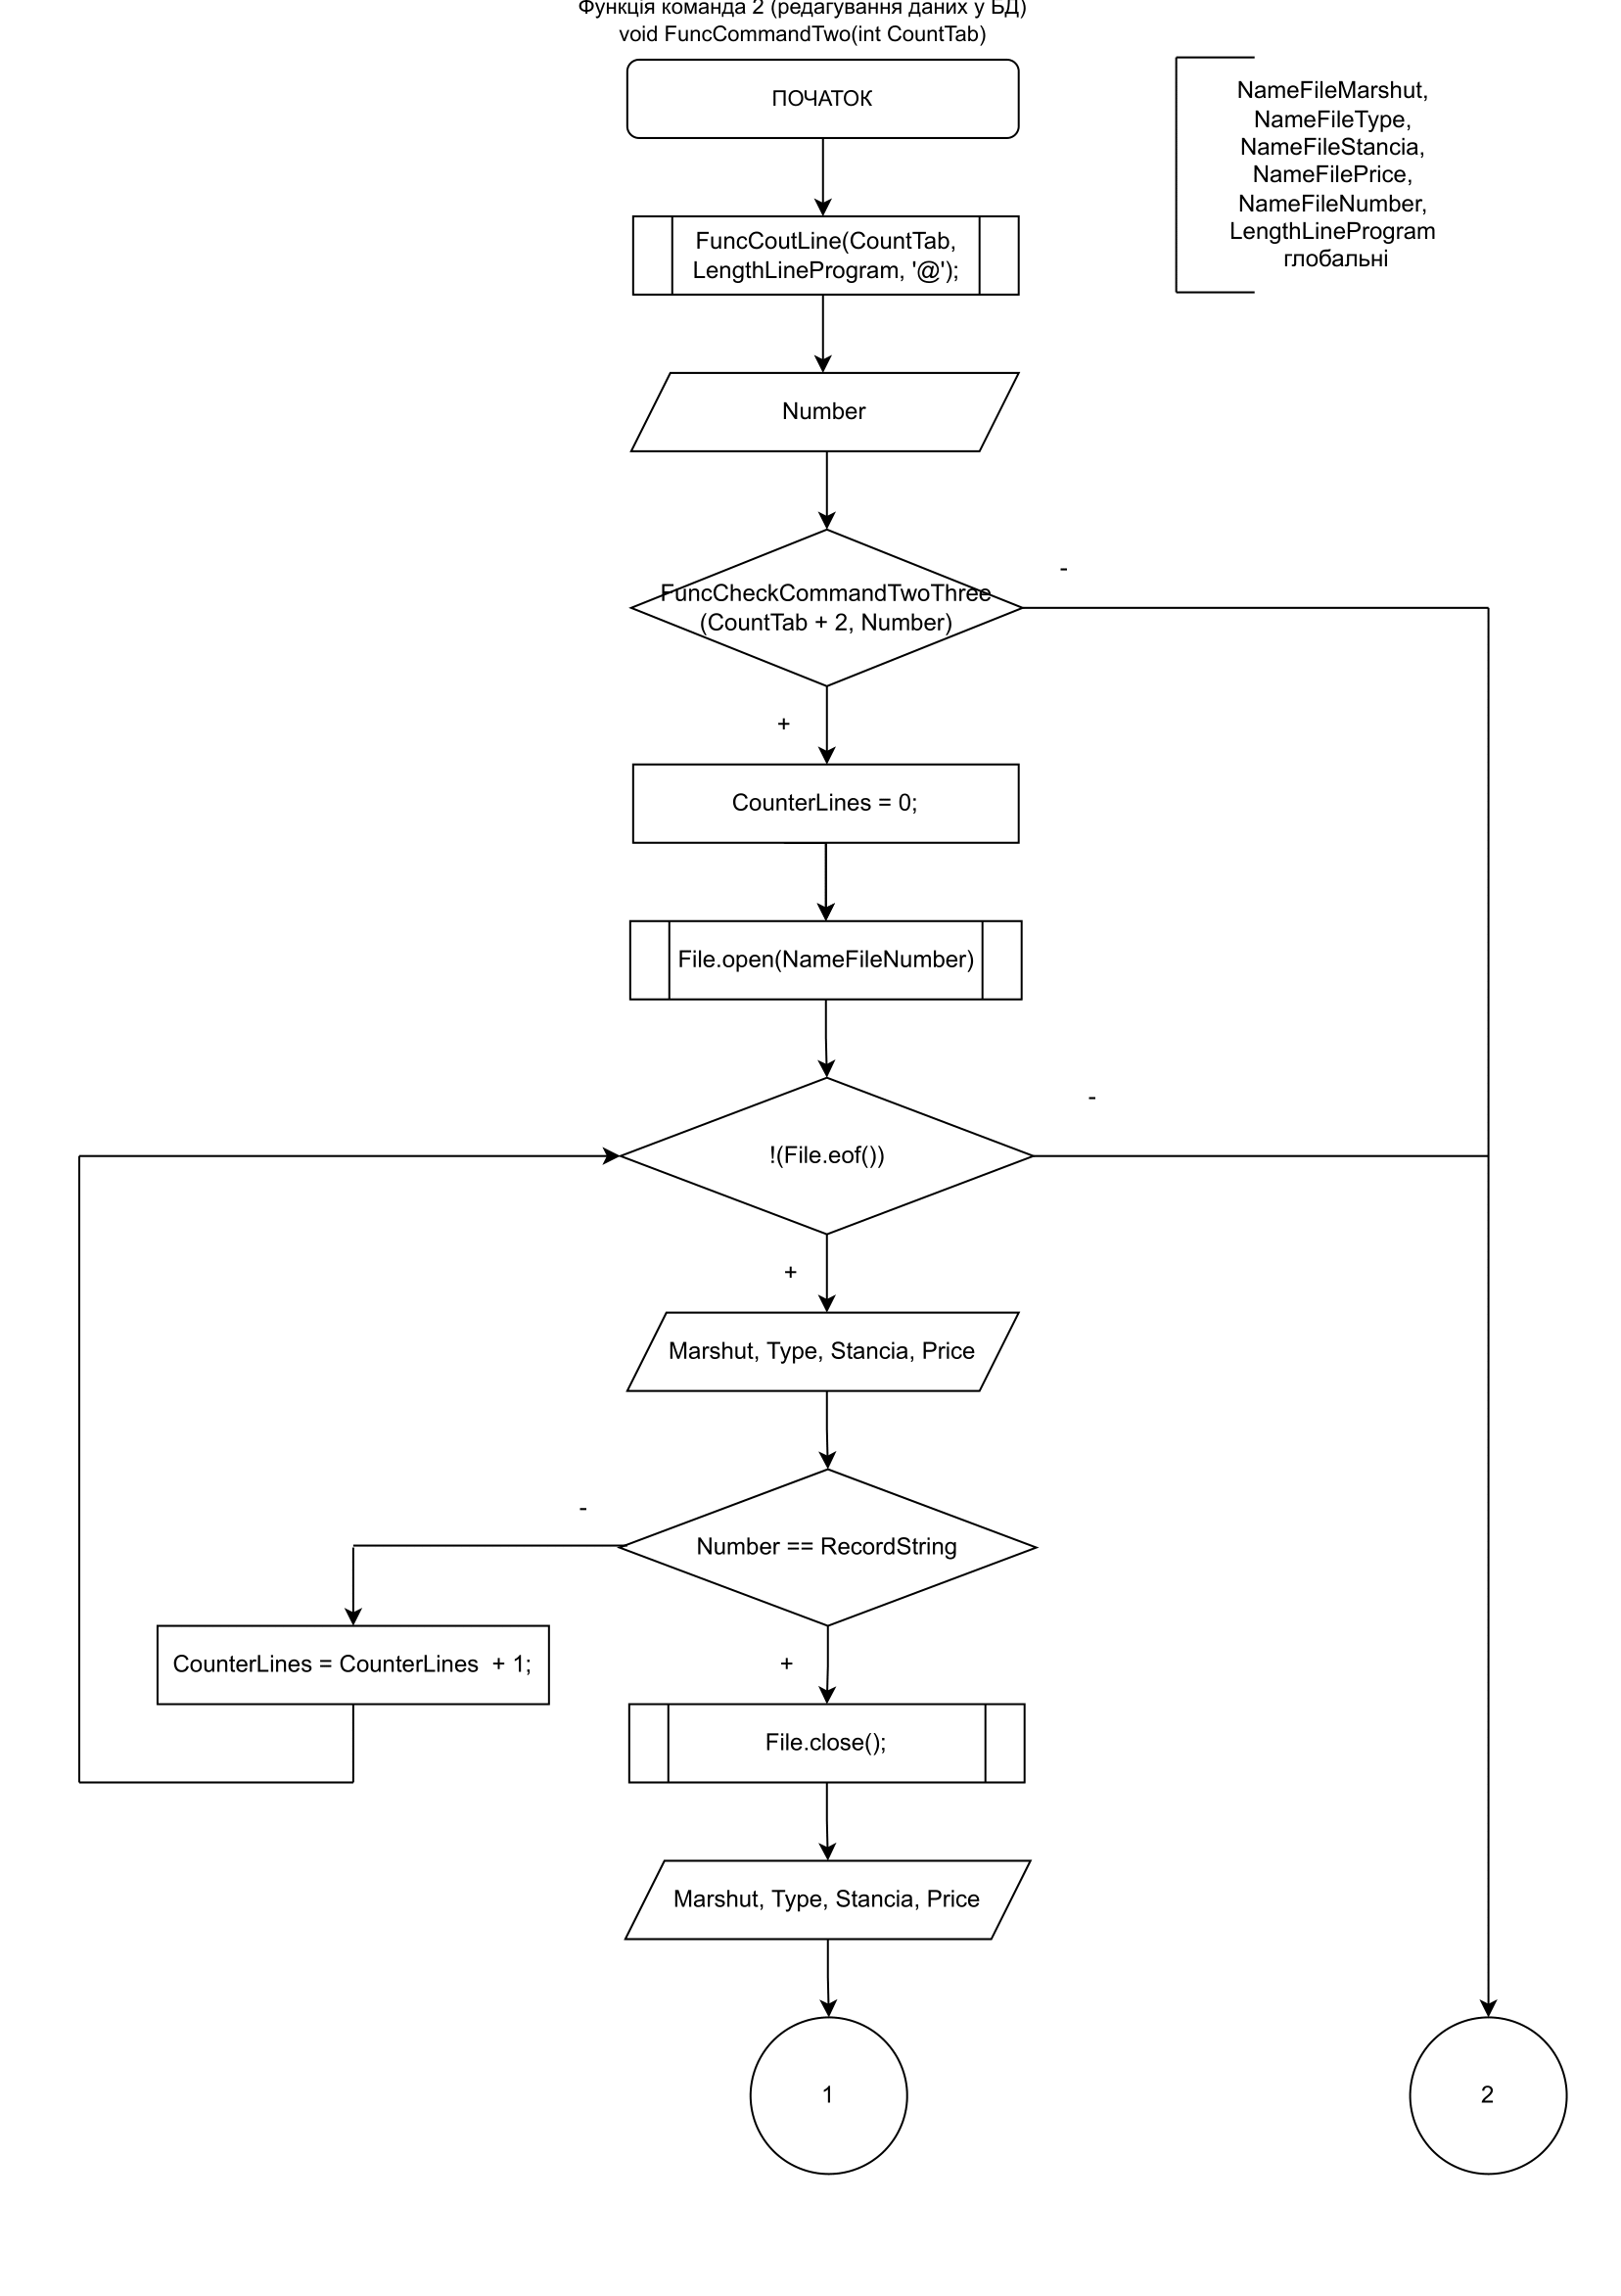 Функція команда 2 (редагування даних у БД)
void FuncCommandTwo(int CountTab)
ПОЧАТОК
NameFileMarshut,
NameFileType,
NameFileStancia,
NameFilePrice,
NameFileNumber,
LengthLineProgram
глобальні
FuncCoutLine(CountTab,
LengthLineProgram, '@');
Number
-
FuncCheckCommandTwoThree
(CountTab + 2, Number)
+
CounterLines = 0;
File.open(NameFileNumber)
-
!(File.eof())
+
Marshut, Type, Stancia, Price
-
Number == RecordString
+
CounterLines = CounterLines  + 1;
File.close();
Marshut, Type, Stancia, Price
1
2